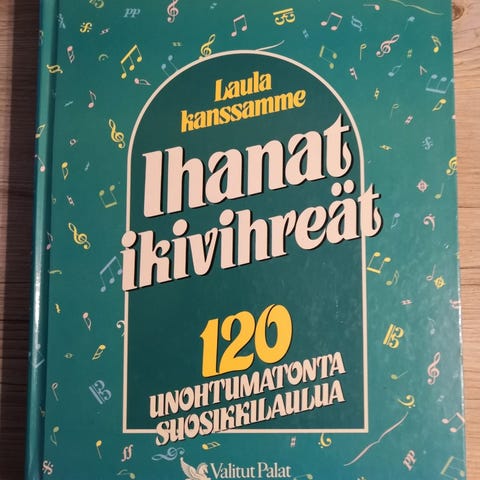 Laula
kanssamme
Ihanat
ikivihreät
120
UNOHTUMATONTA
SUOSIKKILAULUA
Valitut Palat